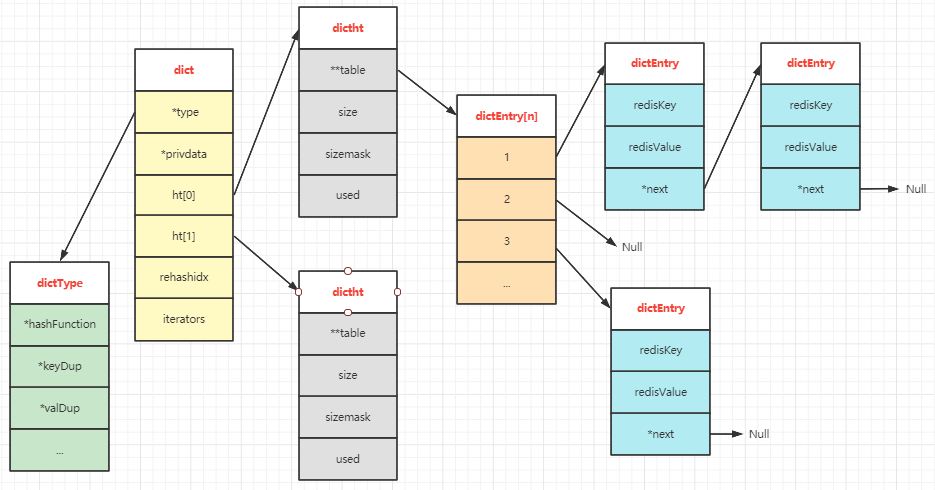 dict
*type
*privdata
ht[0]
ht[1]
rehashidx
iterators
dictType
*hashFunction
*keyDup
*valDup
...
dictht
**table
size
sizemask
used
dictht
**table
size
sizemask
used
dictEntry[n]
1
2
3
...
dictEntry
redisKey
redisValue
*next
dictEntry
redisKey
redisValue
*next
Null
Null
dictEntry
redisKey
redisValue
*next
Null